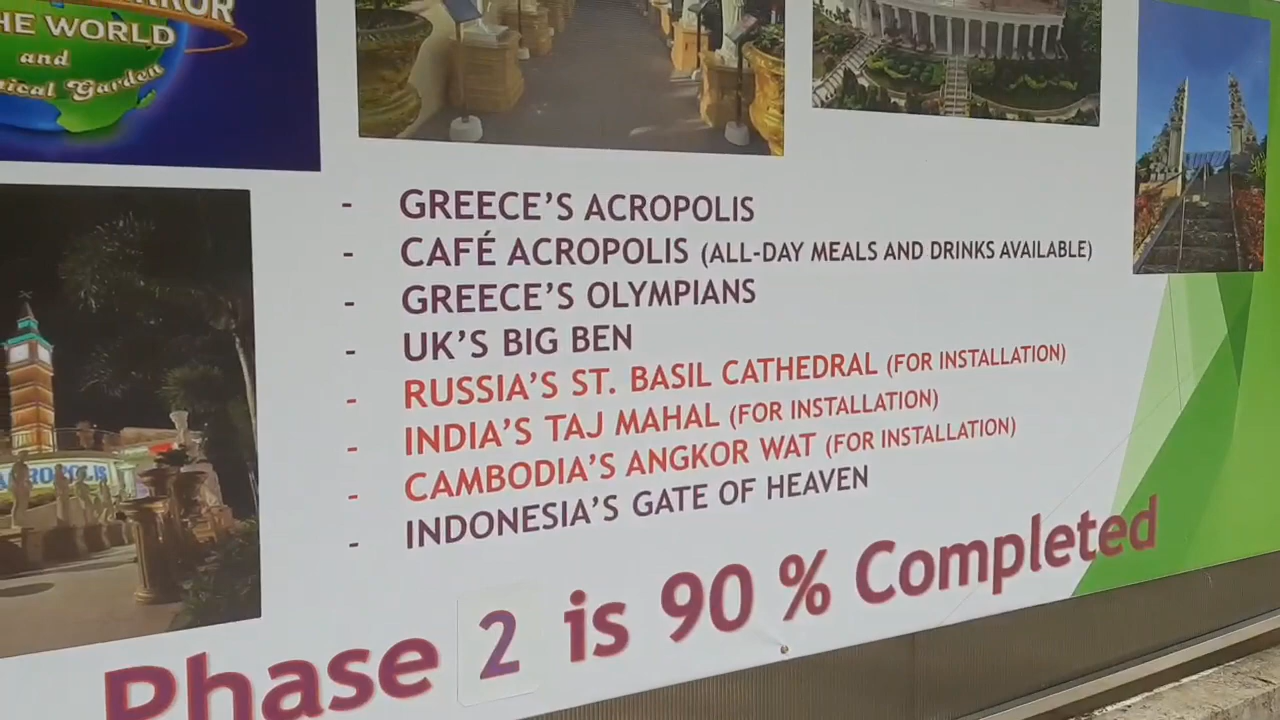 HE WORLD
and
nical Garden
- GREECE'S ACROPOLIS
- CAFÉ ACROPOLIS (ALL-DAY MEALS AND DRINKS AVAILABLE)
- GREECE'S OLYMPIANS
- UK'S BIG BEN
- RUSSIA'S ST. BASIL CATHEDRAL (FOR INSTALLATION)
- INDIA'S TAJ MAHAL (FOR INSTALLATION)
- CAMBODIA'S ANGKOR WAT (FOR INSTALLATION)
- INDONESIA'S GATE OF HEAVEN
Phase 2 is 90 % Completed